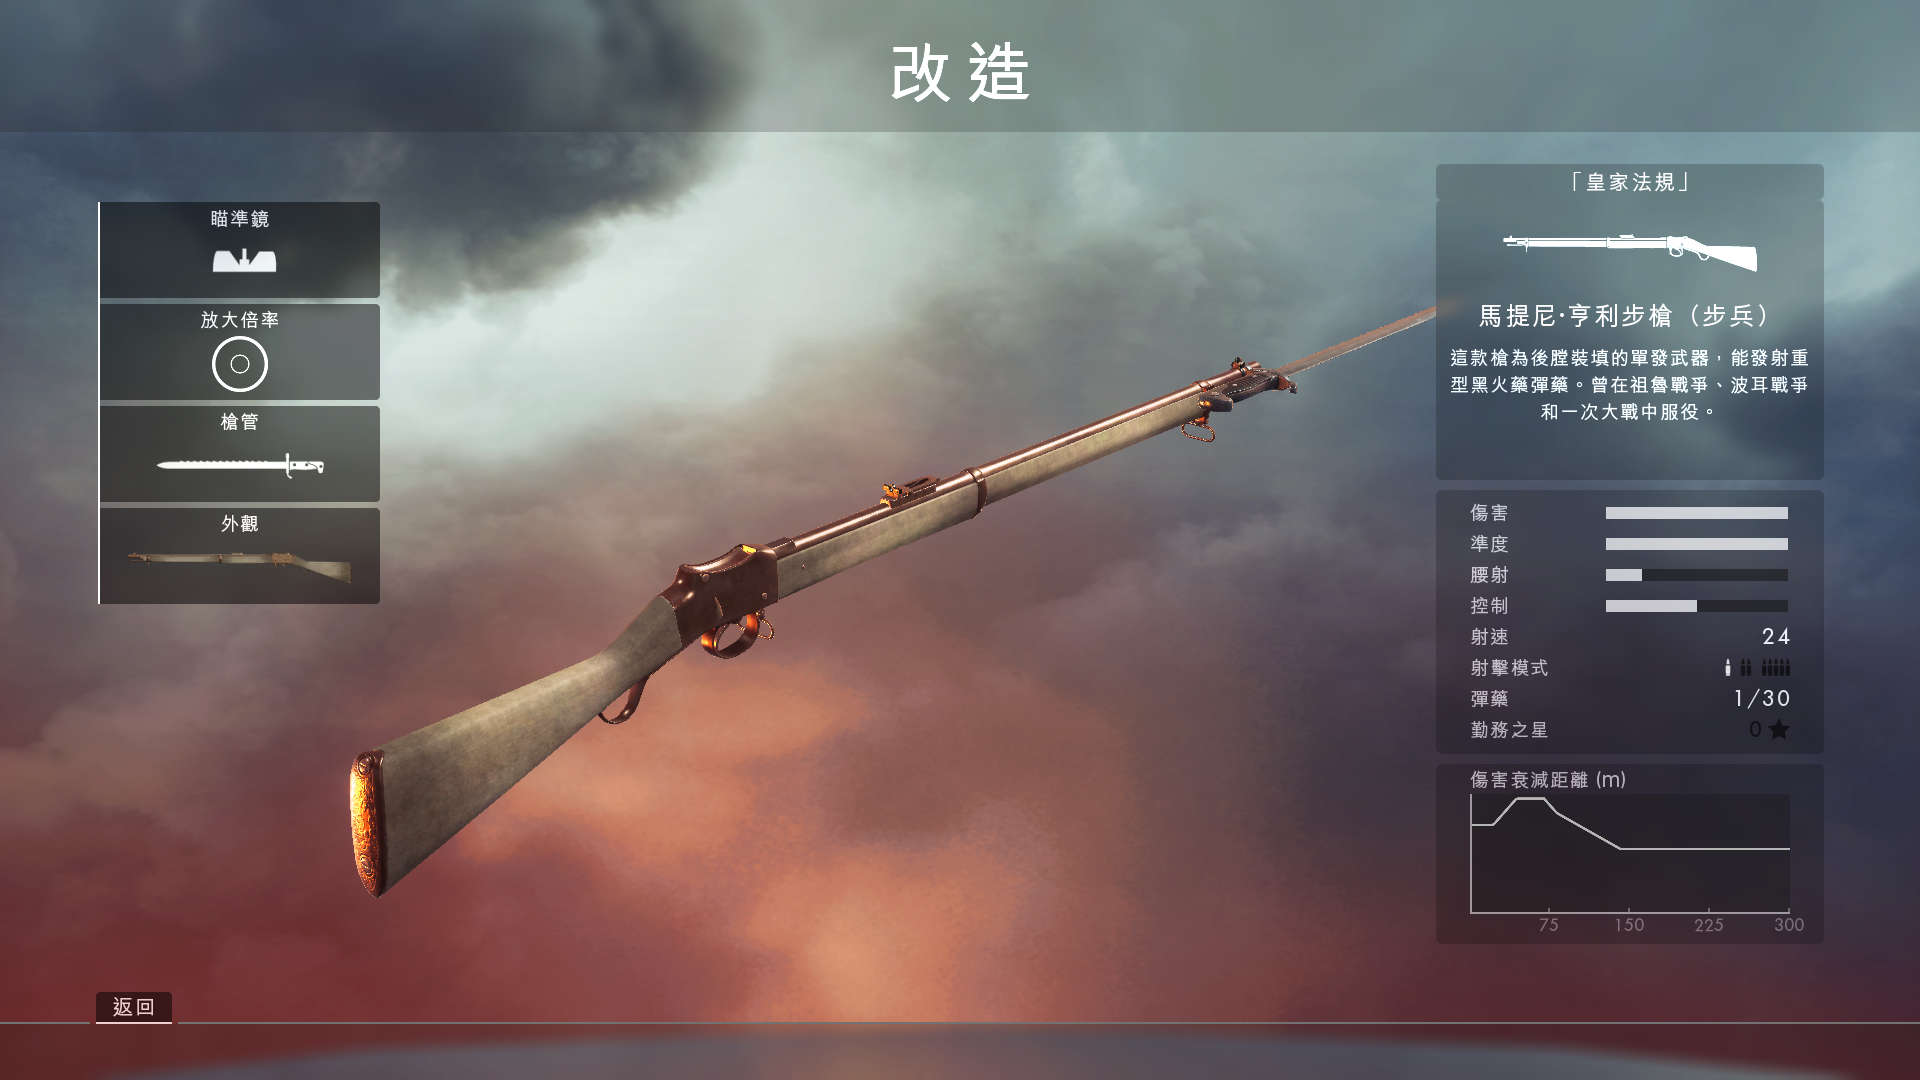 改造
瞄準鏡
放大倍率
槍管
外觀
「皇家法規」
馬提尼·亨利步槍（步兵）
這款槍為後膛裝填的單發武器，能發射重
型黑火藥彈藥。曾在祖魯戰爭、波耳戰爭
和一次大戰中服役。
傷害
準度
腰射
控制
射速 24
射擊模式
彈藥 1/30
勤務之星 0
傷害衰減距離 (m)
75 150 225 300
返回